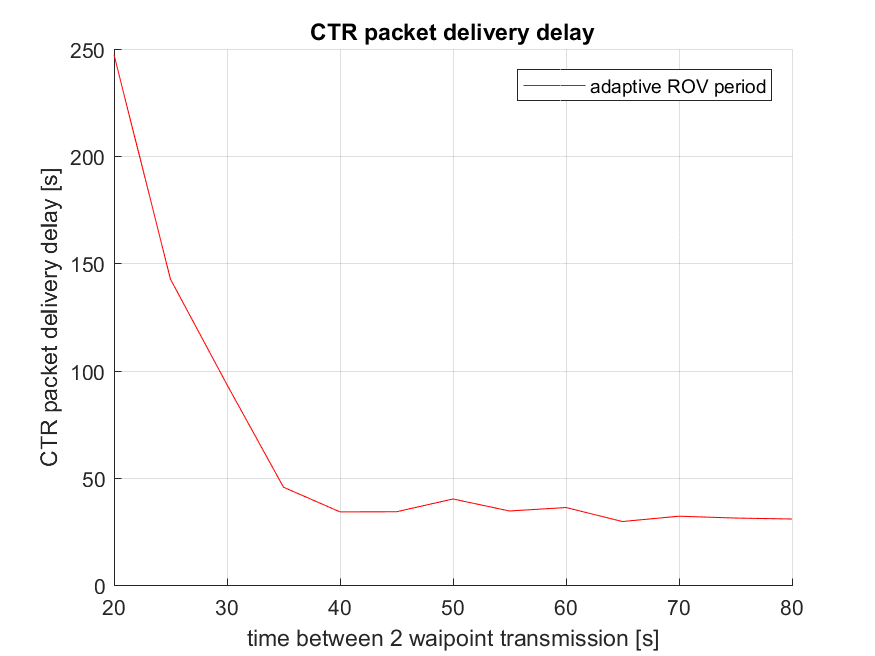 CTR packet delivery delay
adaptive ROV period
CTR packet delivery delay [s]
250
200
150
100
50
0
20 30 40 50 60 70 80
time between 2 waipoint transmission [s]